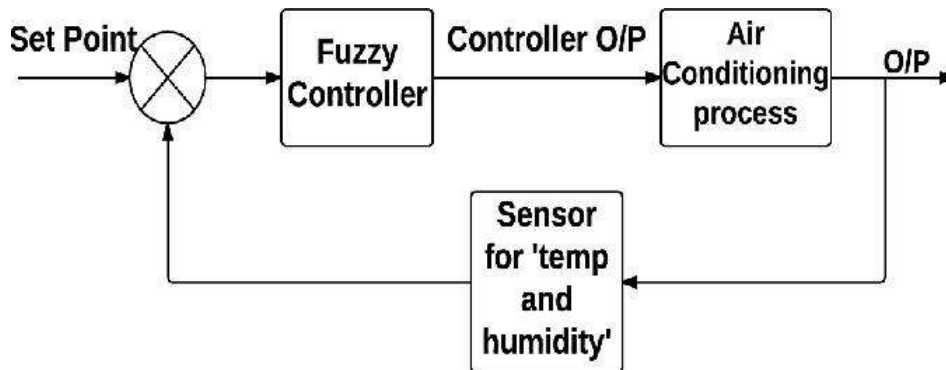 Set Point
Fuzzy
Controller
Controller O/P
Air
Conditioning
process
O/P
Sensor
for 'temp
and
humidity'